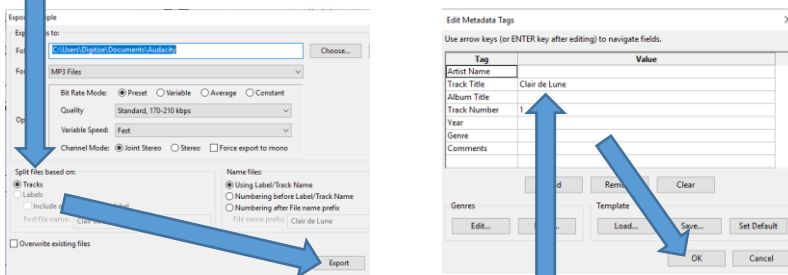 Export Multiple
Export files to:
C:\Users\Digitize\Documents\Audacity
Choose...
MP3 Files
Bit Rate Mode: Preset Variable Average Constant
Quality Standard, 170-210 kbps
Variable Speed: Fast
Channel Mode: Joint Stereo Stereo Force export to mono
Split files based on:
Tracks
Labels
Include a
First file name:
Name files:
Using Label/Track Name
Numbering before Label/Track Name
Numbering after File name prefix
File name prefix: Clair de Lune
Overwrite existing files
Export
Edit Metadata Tags
Use arrow keys (or ENTER key after editing) to navigate fields.
Tag Value
Artist Name
Track Title Clair de Lune
Album Title
Track Number 1
Year
Genre
Comments
Clear
Genres
Edit...
Template
Load... Save... Set Default
OK Cancel